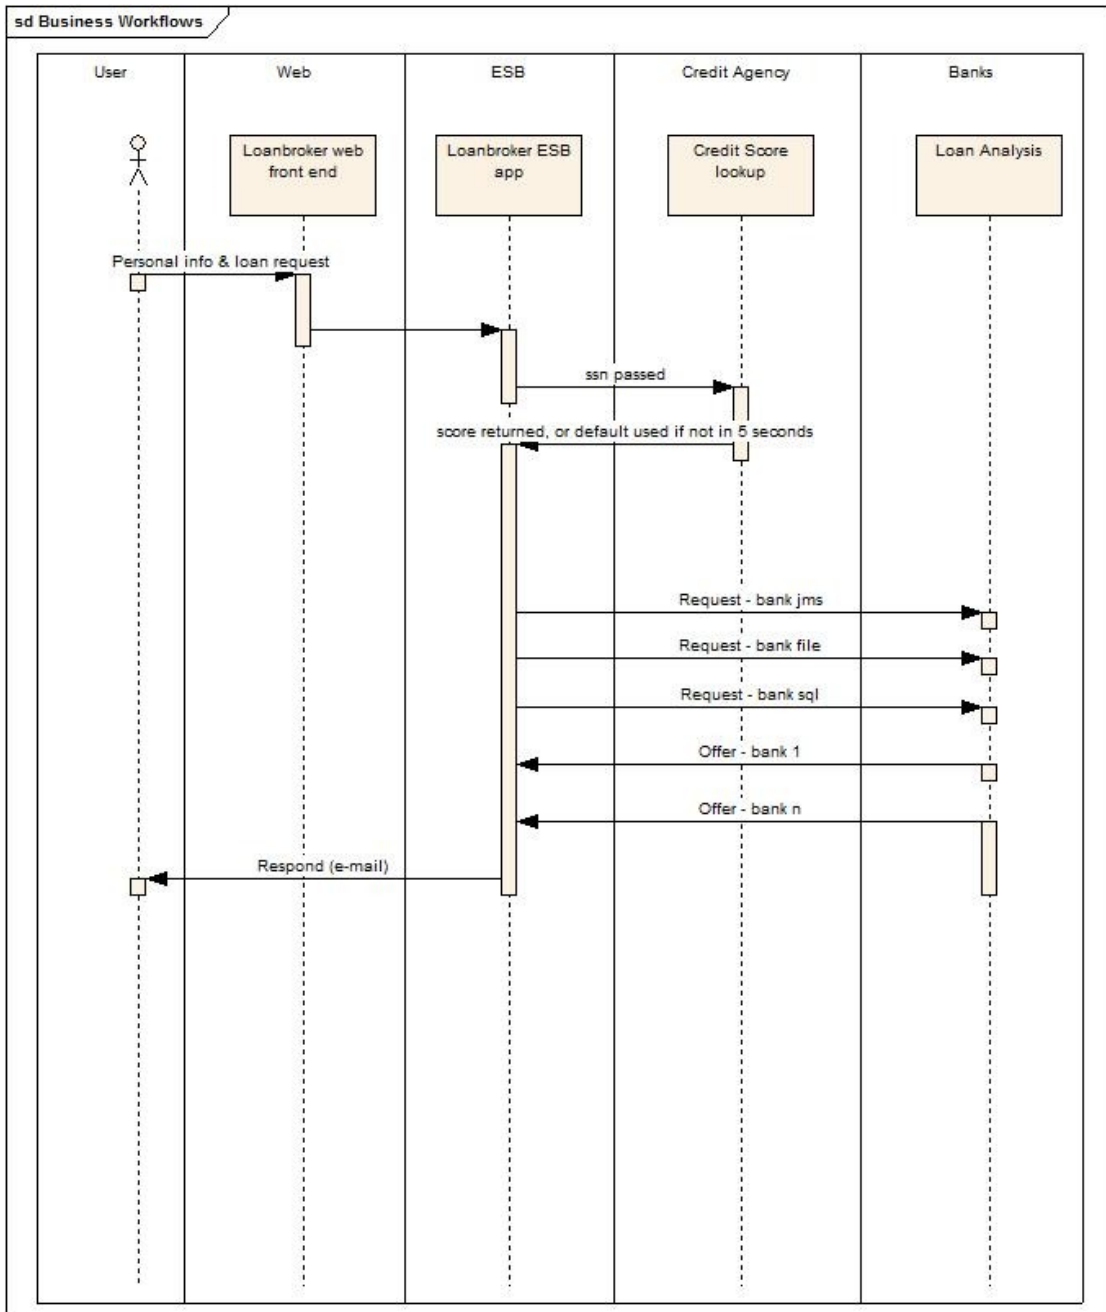 sd Business Workflows
User
Web
ESB
Credit Agency
Banks
Loanbroker web
front end
Loanbroker ESB
app
Credit Score
lookup
Loan Analysis
Personal info & loan request
ssn passed
score returned, or default used if not in 5 seconds
Request - bank jms
Request - bank file
Request - bank sql
Offer - bank 1
Offer - bank n
Respond (e-mail)